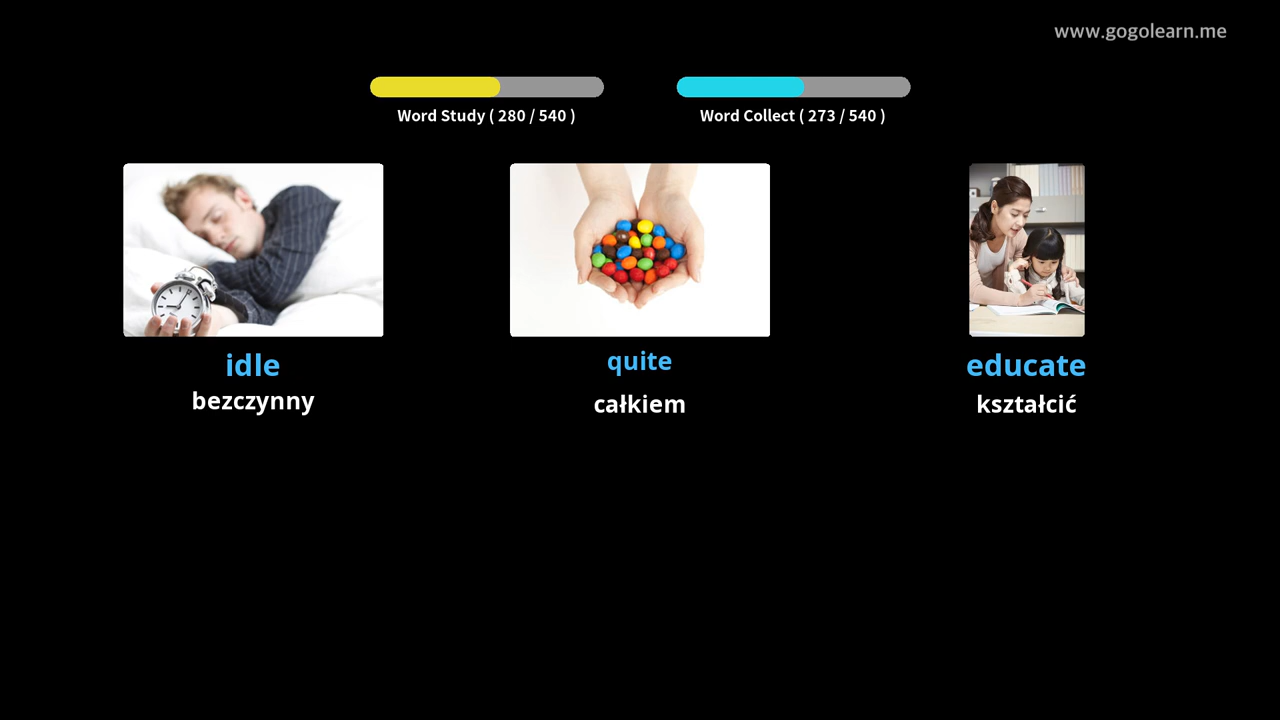 www.gogolearn.me
Word Study ( 280 / 540 )
Word Collect ( 273 / 540 )
idle
bezczynny
quite
całkiem
educate
kształcić